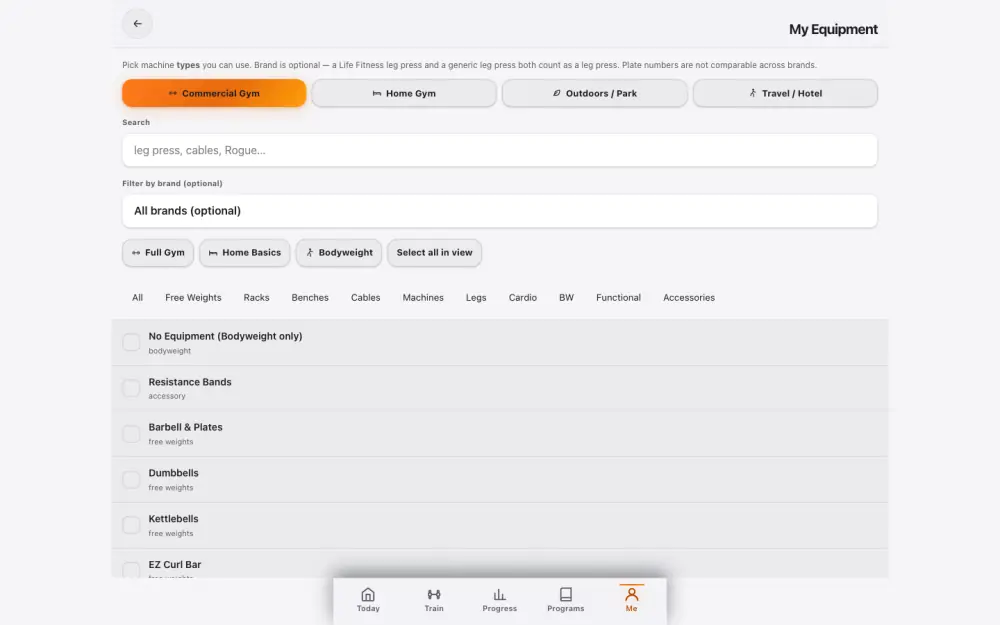 My Equipment
Pick machine types you can use. Brand is optional — a Life Fitness leg press and a generic leg press both count as a leg press. Plate numbers are not comparable across brands.
Commercial Gym
Home Gym
Outdoors / Park
Travel / Hotel
Search
leg press, cables, Rogue...
Filter by brand (optional)
All brands (optional)
Full Gym
Home Basics
Bodyweight
Select all in view
All
Free Weights
Racks
Benches
Cables
Machines
Legs
Cardio
BW
Functional
Accessories
No Equipment (Bodyweight only)
bodyweight
Resistance Bands
accessory
Barbell & Plates
free weights
Dumbbells
free weights
Kettlebells
free weights
EZ Curl Bar
Today
Train
Progress
Programs
Me